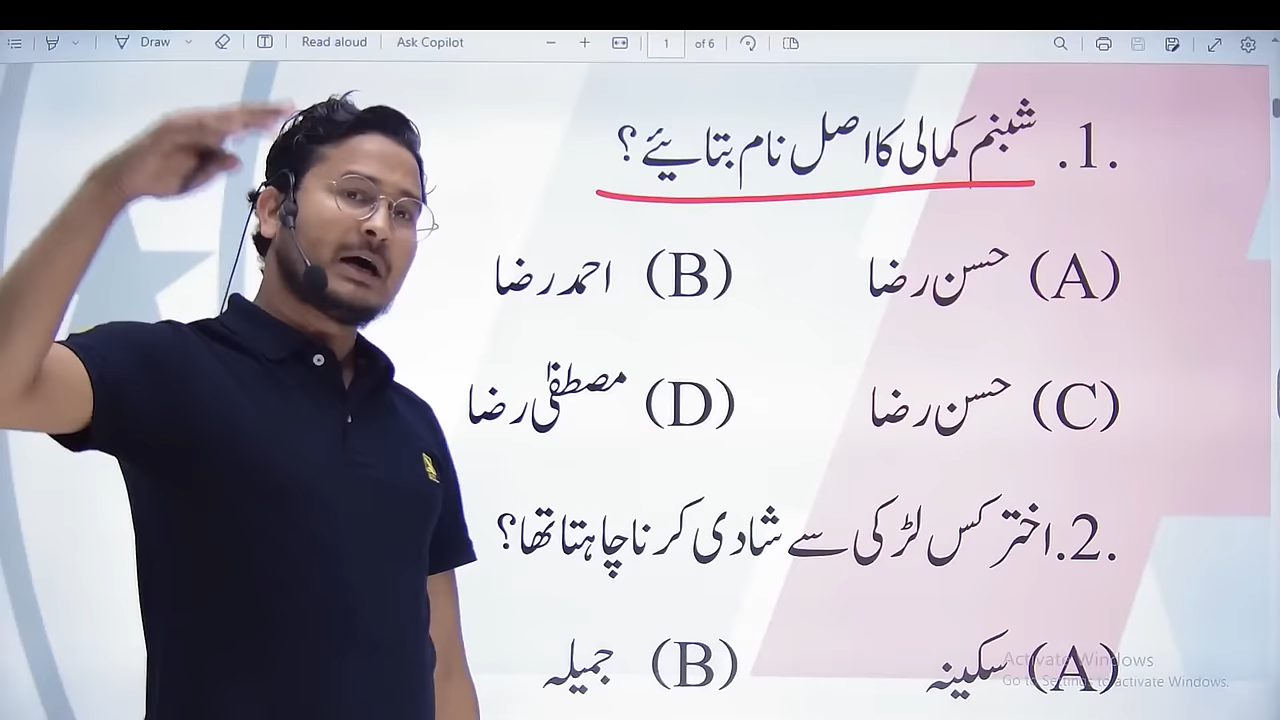 Draw Read aloud Ask Copilot 1 of 6
.1. شبنم کمالی کا اصل نام بتائیے؟
(A) حسن رضا (B) احمد رضا
(C) حسن رضا (D) مصطفیٰ رضا
.2. اختر کس لڑکی سے شادی کرنا چاہتا تھا؟
(A) سکینہ (B) جمیلہ
Activate Windows
Go to Settings to activate Windows.